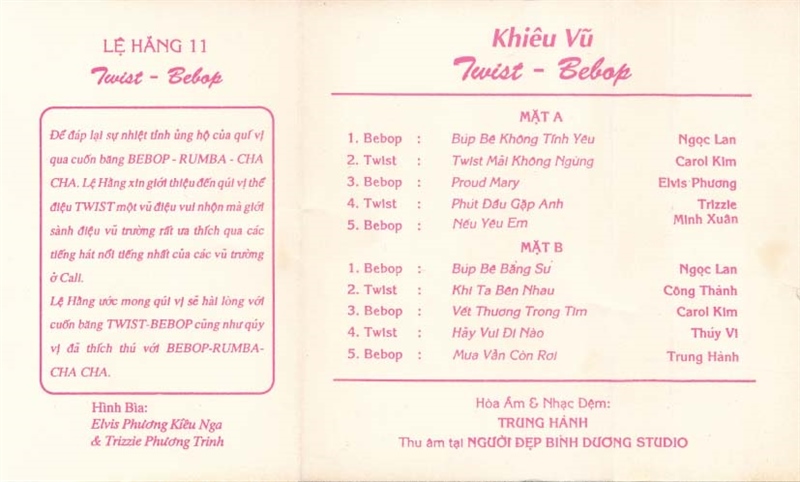 LỆ HẰNG 11
Twist - Bebop
Để đáp lại sự nhiệt tình ủng hộ của quí vị
qua cuốn băng BEBOP - RUMBA - CHA
CHA. Lệ Hằng xin giới thiệu đến qúi vị thể
điệu TWIST một vũ điệu vui nhộn mà giới
sành điệu vũ trường rất ưa thích qua các
tiếng hát nổi tiếng nhất của các vũ trường
ở Cali.
Lệ Hằng ước mong qúi vị sẽ hài lòng với
cuốn băng TWIST-BEBOP cũng như qúy
vị đã thích thú với BEBOP-RUMBA-
CHA CHA.
Hình Bìa:
Elvis Phương Kiều Nga
& Trizzie Phương Trinh
Khiêu Vũ
Twist - Bebop
MẶT A
1. Bebop : Búp Bê Không Tình Yêu Ngọc Lan
2. Twist : Twist Mãi Không Ngừng Carol Kim
3. Bebop : Proud Mary Elvis Phương
4. Twist : Phút Đầu Gặp Anh Trizzie
5. Bebop : Nếu Yêu Em Minh Xuân
MẶT B
1. Bebop : Búp Bê Bằng Sứ Ngọc Lan
2. Twist : Khi Ta Bên Nhau Công Thành
3. Bebop : Vết Thương Trong Tim Carol Kim
4. Twist : Hãy Vui Đi Nào Thúy Vi
5. Bebop : Mưa Vẫn Còn Rơi Trung Hành
Hòa Âm & Nhạc Đệm:
TRUNG HÀNH
Thu âm tại NGƯỜI ĐẸP BÌNH DƯƠNG STUDIO